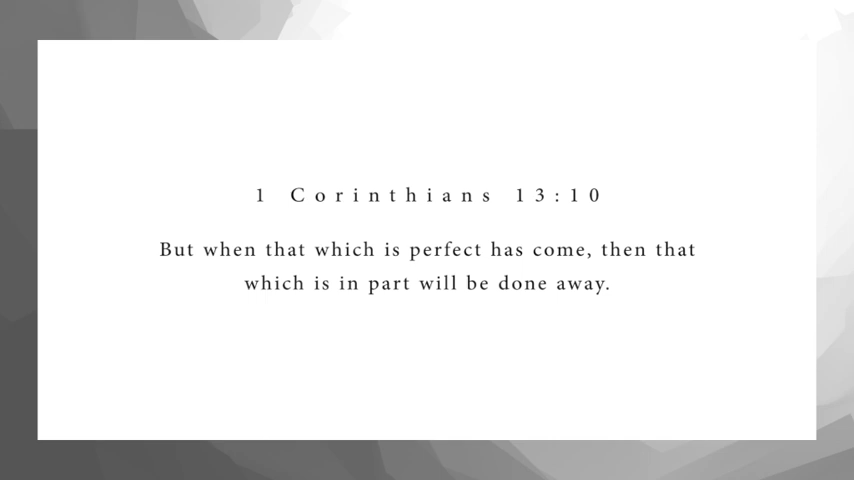 1 Corinthians 13:10
But when that which is perfect has come, then that
which is in part will be done away.